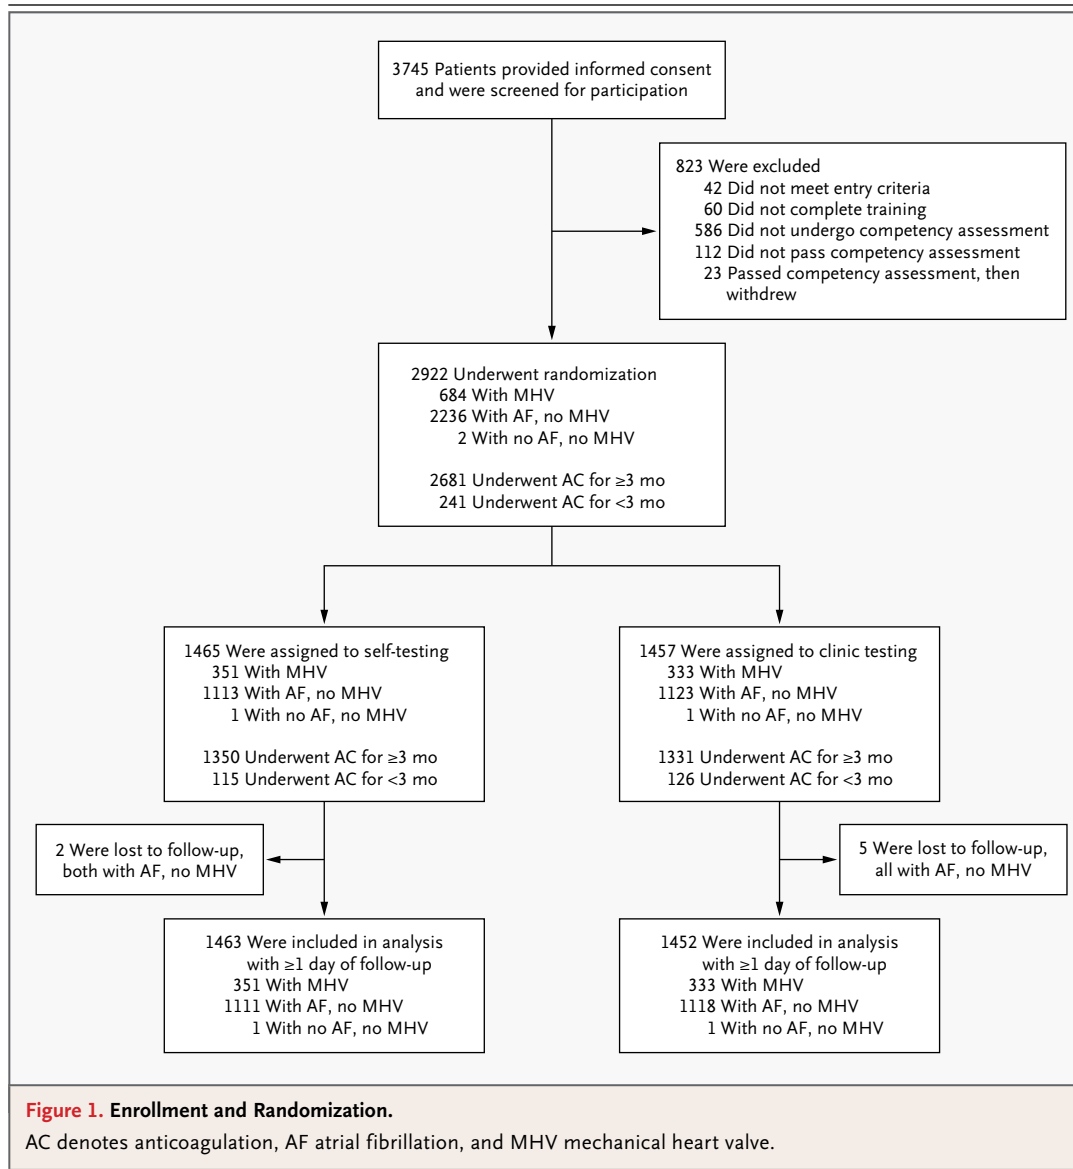 3745 Patients provided informed consent
and were screened for participation
823 Were excluded
42 Did not meet entry criteria
60 Did not complete training
586 Did not undergo competency assessment
112 Did not pass competency assessment
23 Passed competency assessment, then
withdrew
2922 Underwent randomization
684 With MHV
2236 With AF, no MHV
2 With no AF, no MHV
2681 Underwent AC for ≥3 mo
241 Underwent AC for <3 mo
1465 Were assigned to self-testing
351 With MHV
1113 With AF, no MHV
1 With no AF, no MHV
1350 Underwent AC for ≥3 mo
115 Underwent AC for <3 mo
1457 Were assigned to clinic testing
333 With MHV
1123 With AF, no MHV
1 With no AF, no MHV
1331 Underwent AC for ≥3 mo
126 Underwent AC for <3 mo
2 Were lost to follow-up,
both with AF, no MHV
5 Were lost to follow-up,
all with AF, no MHV
1463 Were included in analysis
with ≥1 day of follow-up
351 With MHV
1111 With AF, no MHV
1 With no AF, no MHV
1452 Were included in analysis
with ≥1 day of follow-up
333 With MHV
1118 With AF, no MHV
1 With no AF, no MHV
Figure 1. Enrollment and Randomization.
AC denotes anticoagulation, AF atrial fibrillation, and MHV mechanical heart valve.